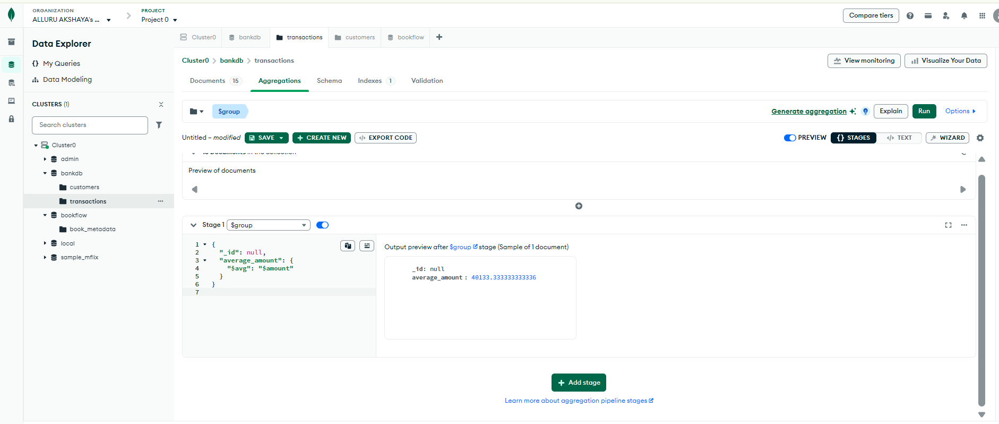 ORGANIZATION
ALLURU AKSHAYA's ...
PROJECT
Project 0
Compare tiers
Data Explorer
My Queries
Data Modeling
CLUSTERS (1)
Search clusters
Cluster0
admin
bankdb
customers
transactions
bookflow
book_metadata
local
sample_mflix
Cluster0
bankdb
transactions
customers
bookflow
Cluster0 > bankdb > transactions
View monitoring
Visualize Your Data
Documents 15
Aggregations
Schema
Indexes 1
Validation
$group
Generate aggregation
Explain
Run
Options
Untitled – modified
SAVE
CREATE NEW
</> EXPORT CODE
PREVIEW
{} STAGES
</> TEXT
WIZARD
15 Documents in the collection
Preview of documents
Stage 1 $group
1 {
2 "_id": null,
3 "average_amount": {
4 "$avg": "$amount"
5 }
6 }
7
Output preview after $group stage (Sample of 1 document)
_id: null
average_amount : 40133.333333333336
+ Add stage
Learn more about aggregation pipeline stages